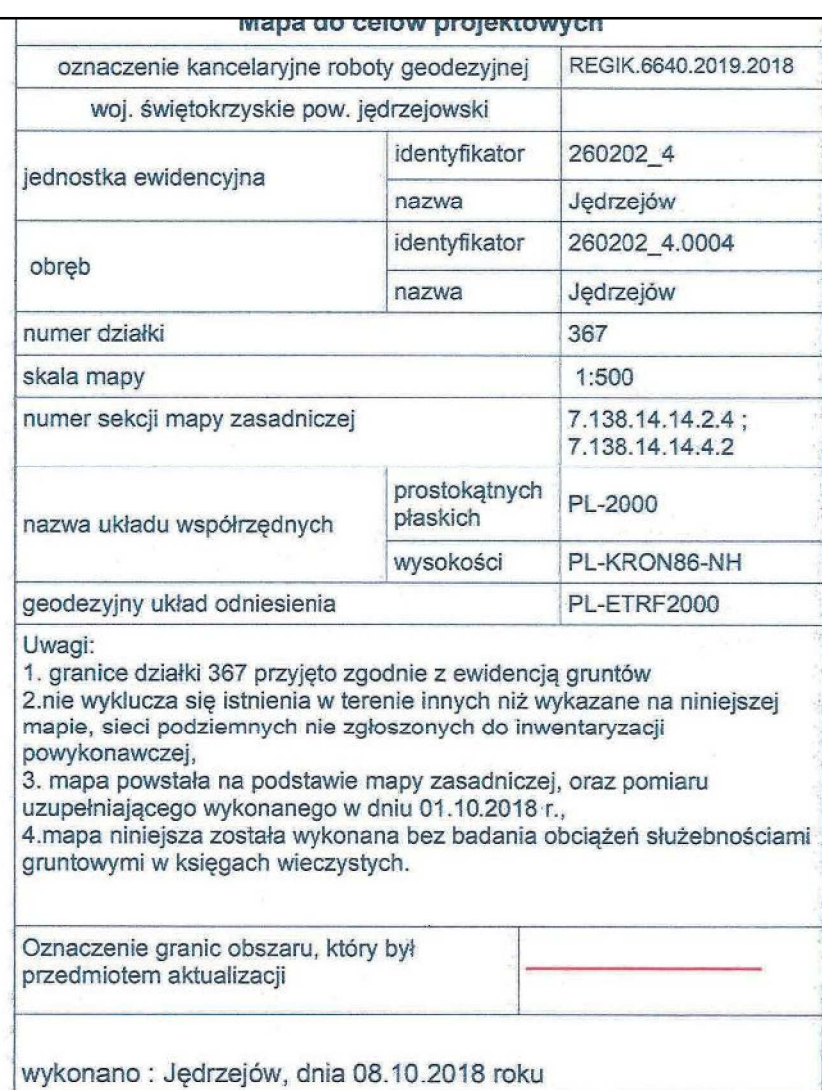 Mapa do celów projektowych
oznaczenie kancelaryjne roboty geodezyjnej REGIK.6640.2019.2018
woj. świętokrzyskie pow. jędrzejowski
jednostka ewidencyjna
identyfikator 260202_4
nazwa Jędrzejów
obręb
identyfikator 260202_4.0004
nazwa Jędrzejów
numer działki 367
skala mapy 1:500
numer sekcji mapy zasadniczej 7.138.14.14.2.4 ;
7.138.14.14.4.2
nazwa układu współrzędnych
prostokątnych
płaskich PL-2000
wysokości PL-KRON86-NH
geodezyjny układ odniesienia PL-ETRF2000
Uwagi:
1. granice działki 367 przyjęto zgodnie z ewidencją gruntów
2.nie wyklucza się istnienia w terenie innych niż wykazane na niniejszej
mapie, sieci podziemnych nie zgłoszonych do inwentaryzacji
powykonawczej,
3. mapa powstała na podstawie mapy zasadniczej, oraz pomiaru
uzupełniającego wykonanego w dniu 01.10.2018 r.,
4.mapa niniejsza została wykonana bez badania obciążeń służebnościami
gruntowymi w księgach wieczystych.
Oznaczenie granic obszaru, który był
przedmiotem aktualizacji
wykonano : Jędrzejów, dnia 08.10.2018 roku